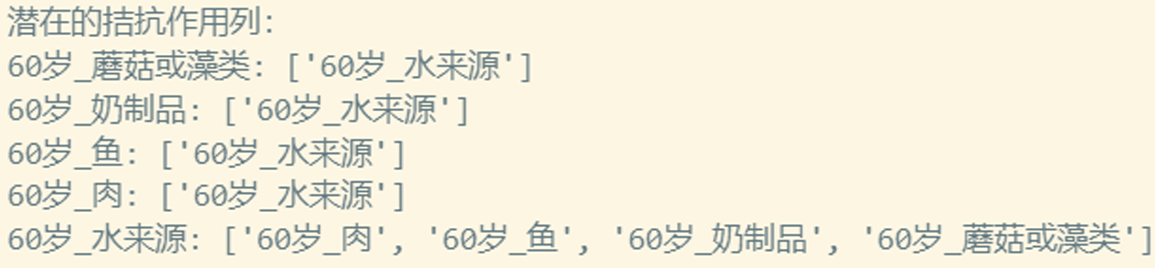 潜在的拮抗作用列:
60岁_蘑菇或藻类: ['60岁_水来源']
60岁_奶制品: ['60岁_水来源']
60岁_鱼: ['60岁_水来源']
60岁_肉: ['60岁_水来源']
60岁_水来源: ['60岁_肉', '60岁_鱼', '60岁_奶制品', '60岁_蘑菇或藻类']